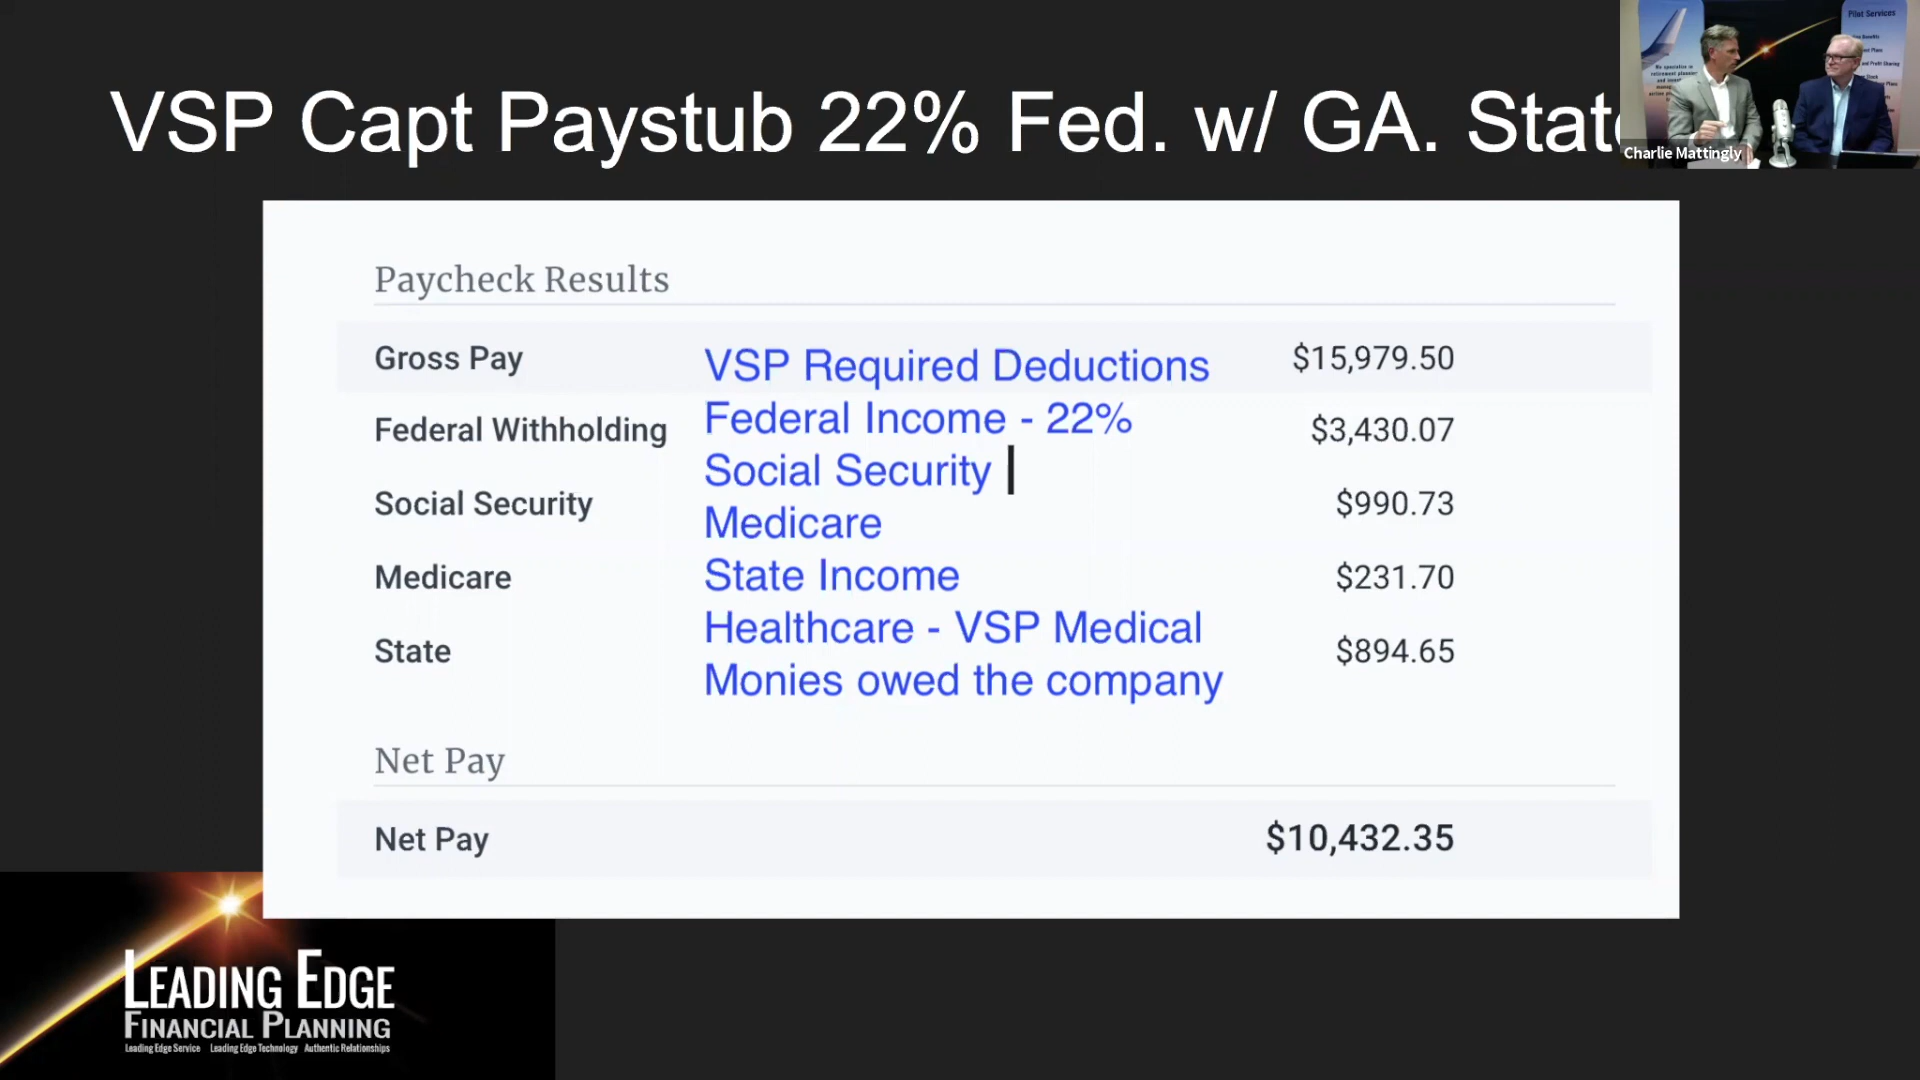 VSP Capt Paystub 22% Fed. w/ GA. State
Pilot Services
Charlie Mattingly
Paycheck Results
Gross Pay
VSP Required Deductions
$15,979.50
Federal Withholding
Federal Income - 22%
$3,430.07
Social Security
Social Security
$990.73
Medicare
Medicare
$231.70
State Income
State
Healthcare - VSP Medical
$894.65
Monies owed the company
Net Pay
Net Pay
$10,432.35
LEADING EDGE
FINANCIAL PLANNING
Leading Edge Service Leading Edge Technology Authentic Relationships